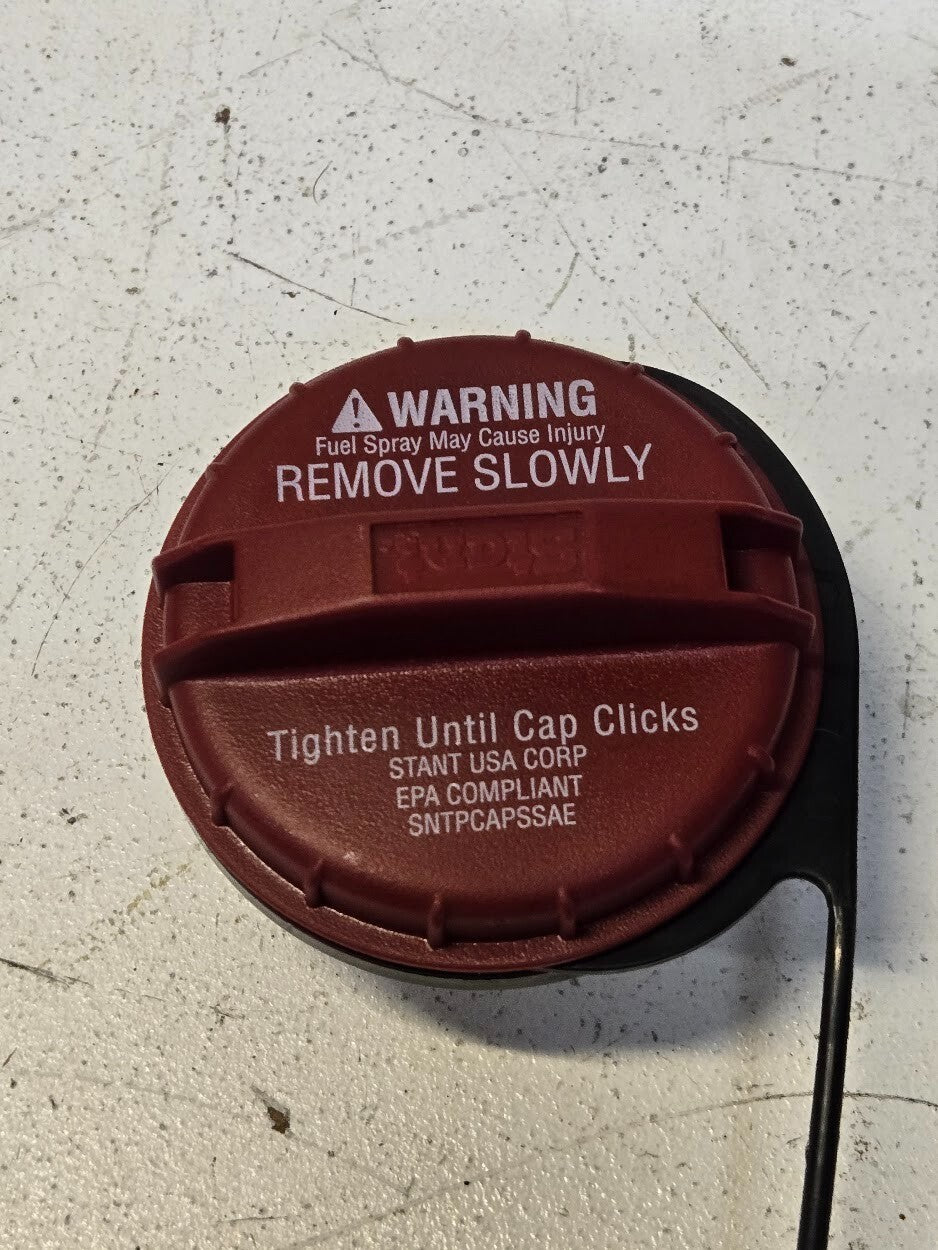 WARNING
Fuel Spray May Cause Injury
REMOVE SLOWLY
Tighten Until Cap Clicks
STANT USA CORP
EPA COMPLIANT
SNTPCAPSSAE